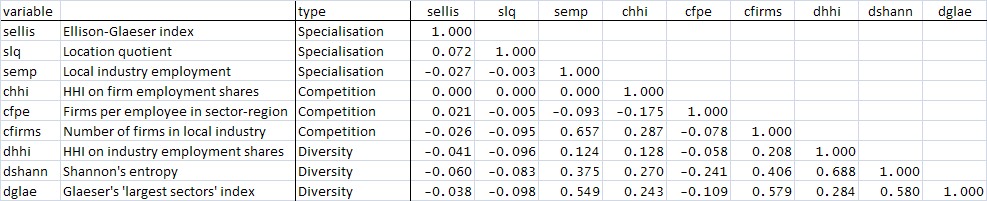 variable type sellis slq semp chhi cfpe cfirms dhhi dshann dglae
sellis Ellison-Glaeser index Specialisation 1.000
slq Location quotient Specialisation 0.072 1.000
semp Local industry employment Specialisation -0.027 -0.003 1.000
chhi HHI on firm employment shares Competition 0.000 0.000 0.000 1.000
cfpe Firms per employee in sector-region Competition 0.021 -0.005 -0.093 -0.175 1.000
cfirms Number of firms in local industry Competition -0.026 -0.095 0.657 0.287 -0.078 1.000
dhhi HHI on industry employment shares Diversity -0.041 -0.096 0.124 0.128 -0.058 0.208 1.000
dshann Shannon's entropy Diversity -0.060 -0.083 0.375 0.270 -0.241 0.406 0.688 1.000
dglae Glaeser's 'largest sectors' index Diversity -0.038 -0.098 0.549 0.243 -0.109 0.579 0.284 0.580 1.000